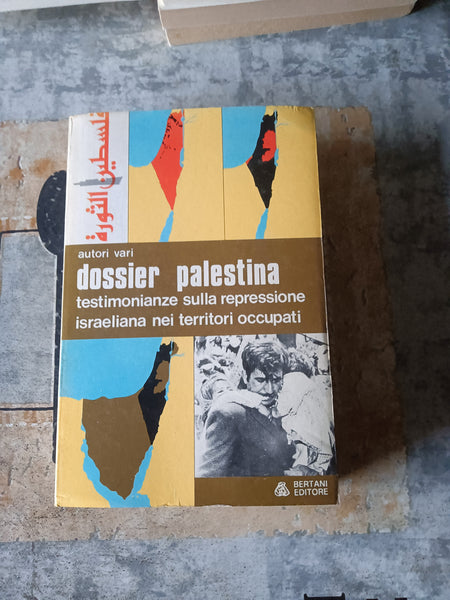 فلسطين الثورة
autori vari
dossier palestina
testimonianze sulla repressione
israeliana nei territori occupati
BERTANI
EDITORE